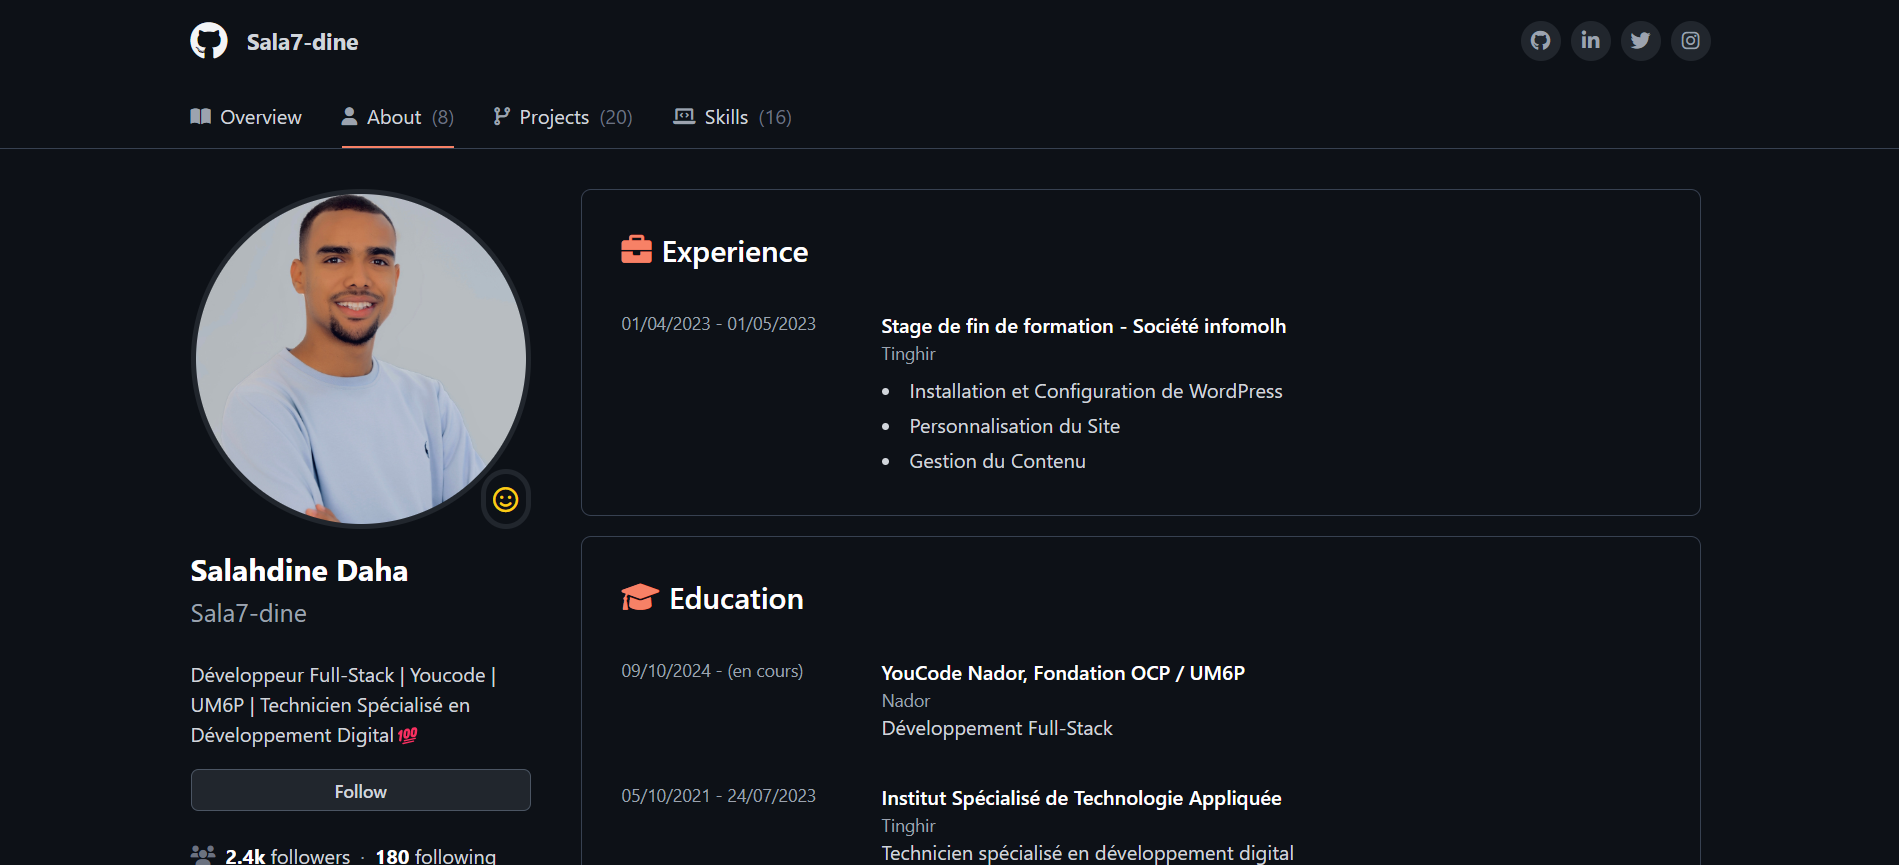 Sala7-dine
Overview
About (8)
Projects (20)
Skills (16)
Salahdine Daha
Sala7-dine
Développeur Full-Stack | Youcode |
UM6P | Technicien Spécialisé en
Développement Digital💯
Follow
2.4k followers · 180 following
Experience
01/04/2023 - 01/05/2023
Stage de fin de formation - Société infomolh
Tinghir
• Installation et Configuration de WordPress
• Personnalisation du Site
• Gestion du Contenu
Education
09/10/2024 - (en cours)
YouCode Nador, Fondation OCP / UM6P
Nador
Développement Full-Stack
05/10/2021 - 24/07/2023
Institut Spécialisé de Technologie Appliquée
Tinghir
Technicien spécialisé en développement digital